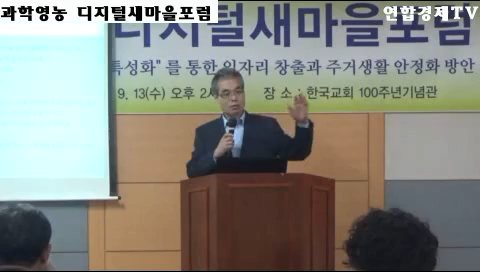 과학영농 디지털새마을포럼
연합경제TV
디지털새마을포럼
특성화" 를 통한 일자리 창출과 주거생활 안정화 방안
9. 13(수) 오후 2시 장 소 : 한국교회 100주년기념관